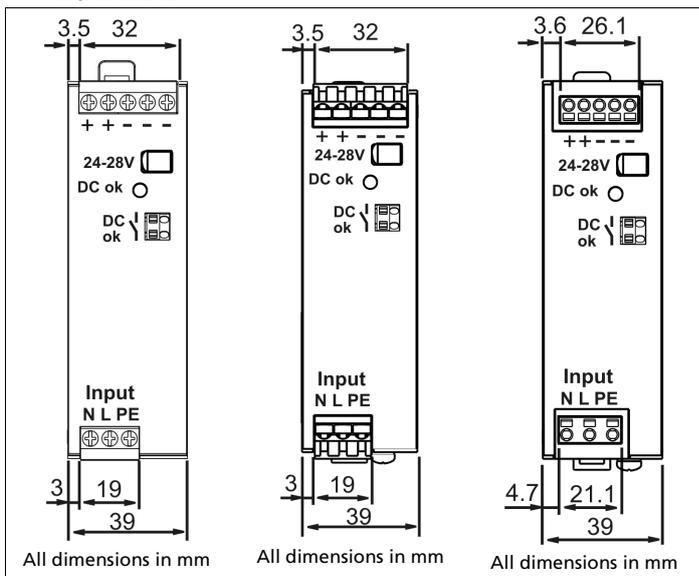 3.5 32
+ + - - -
24-28V
DC ok
DC
ok
Input
N L PE
3 19
39
All dimensions in mm
3.5 32
+ + - - -
24-28V
DC ok
DC
ok
Input
N L PE
3 19
39
All dimensions in mm
3.6 26.1
++---
24-28V
DC ok
DC
ok
Input
N L PE
4.7 21.1
39
All dimensions in mm